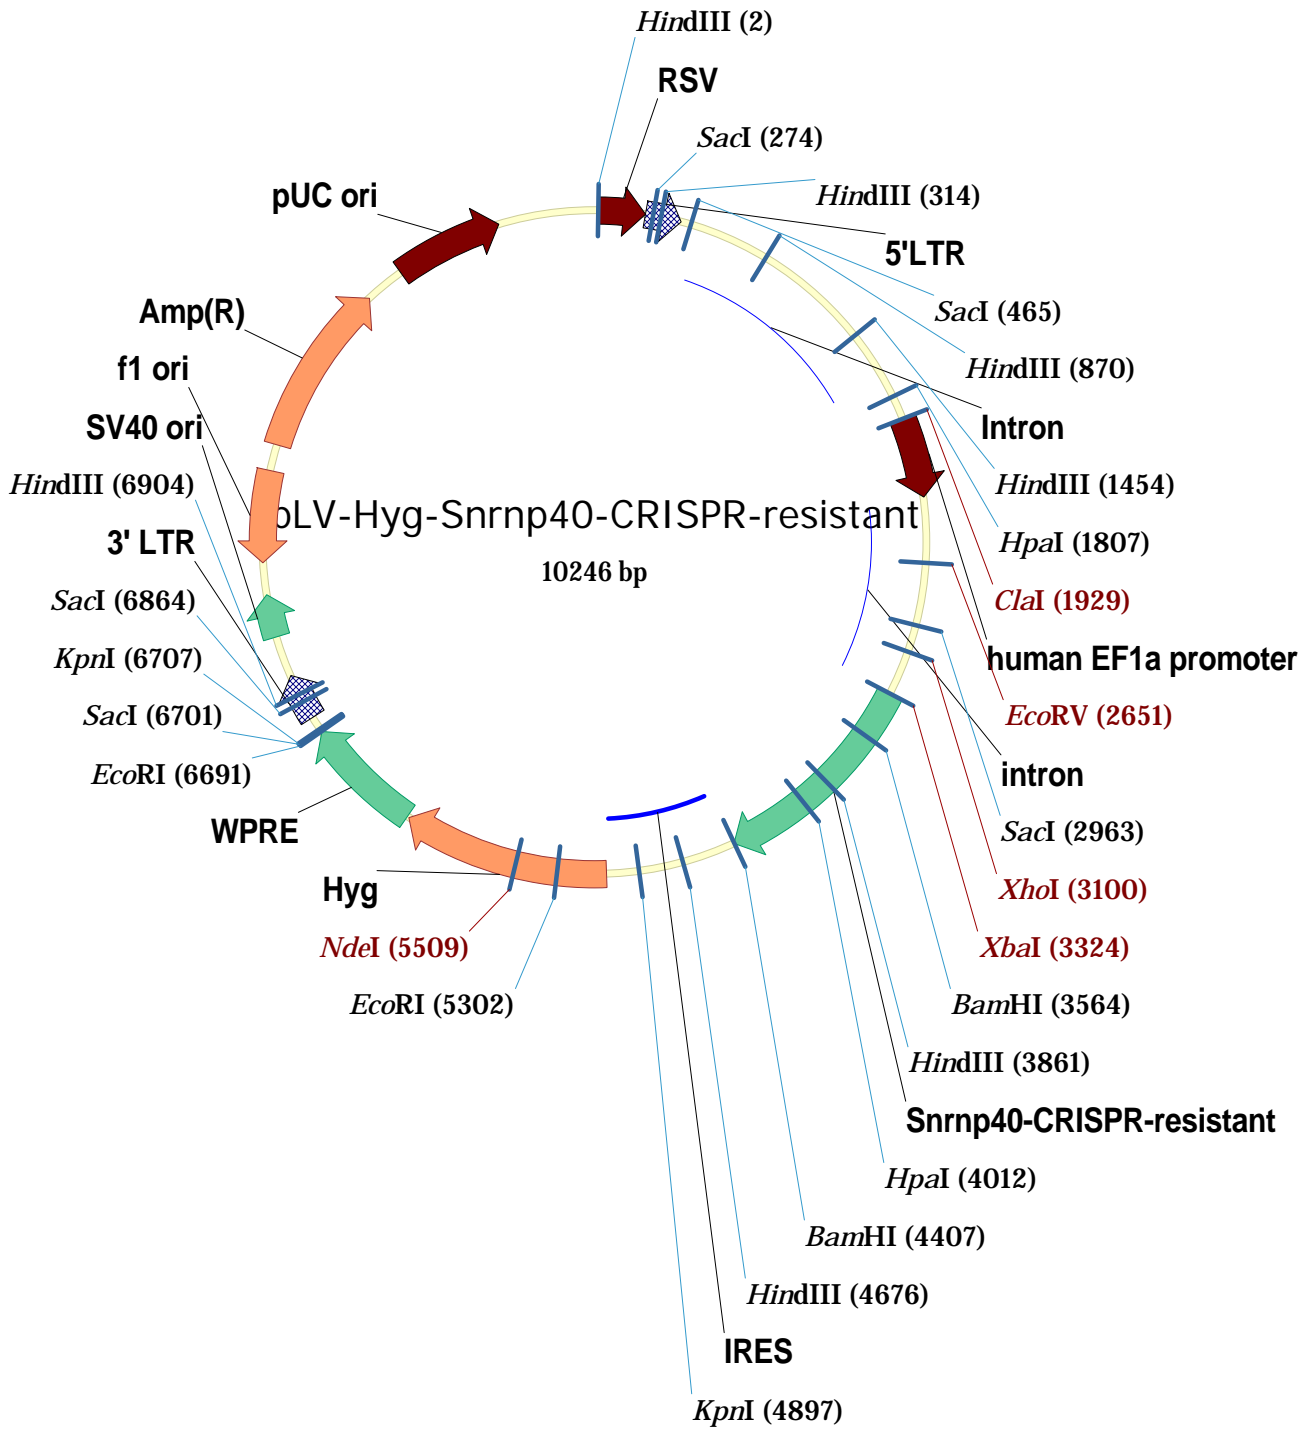 HindIII (2)
RSV
SacI (274)
pUC ori
HindIII (314)
5'LTR
Amp(R)
SacI (465)
f1 ori
HindIII (870)
SV40 ori
Intron
HindIII (6904)
HindIII (1454)
pLV-Hyg-Snrnp40-CRISPR-resistant
3' LTR
HpaI (1807)
10246 bp
SacI (6864)
ClaI (1929)
KpnI (6707)
human EF1a promoter
SacI (6701)
EcoRV (2651)
EcoRI (6691)
intron
WPRE
SacI (2963)
Hyg
XhoI (3100)
NdeI (5509)
XbaI (3324)
EcoRI (5302)
BamHI (3564)
HindIII (3861)
Snrnp40-CRISPR-resistant
HpaI (4012)
BamHI (4407)
HindIII (4676)
IRES
KpnI (4897)